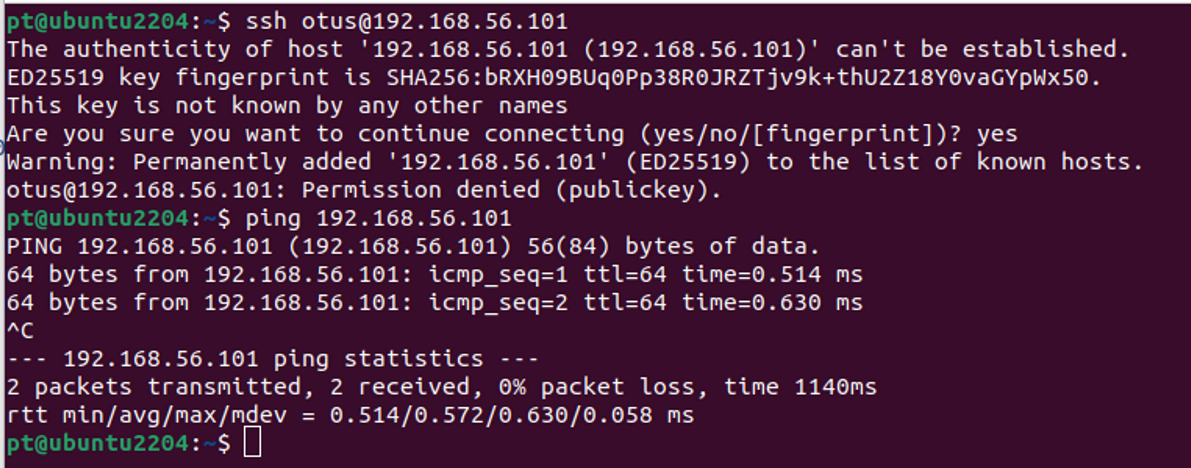 pt@ubuntu2204:~$ ssh otus@192.168.56.101
The authenticity of host '192.168.56.101 (192.168.56.101)' can't be established.
ED25519 key fingerprint is SHA256:bRXH09BUq0Pp38R0JRZTjv9k+thU2Z18Y0vaGYpWx50.
This key is not known by any other names
Are you sure you want to continue connecting (yes/no/[fingerprint])? yes
Warning: Permanently added '192.168.56.101' (ED25519) to the list of known hosts.
otus@192.168.56.101: Permission denied (publickey).
pt@ubuntu2204:~$ ping 192.168.56.101
PING 192.168.56.101 (192.168.56.101) 56(84) bytes of data.
64 bytes from 192.168.56.101: icmp_seq=1 ttl=64 time=0.514 ms
64 bytes from 192.168.56.101: icmp_seq=2 ttl=64 time=0.630 ms
^C
--- 192.168.56.101 ping statistics ---
2 packets transmitted, 2 received, 0% packet loss, time 1140ms
rtt min/avg/max/mdev = 0.514/0.572/0.630/0.058 ms
pt@ubuntu2204:~$